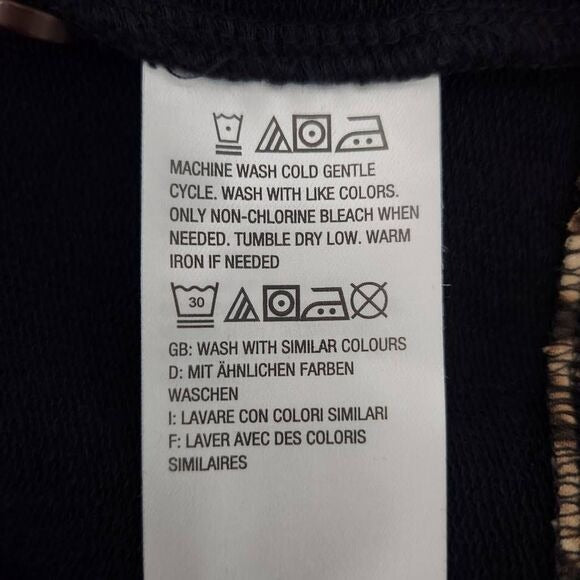 MACHINE WASH COLD GENTLE
CYCLE. WASH WITH LIKE COLORS.
ONLY NON-CHLORINE BLEACH WHEN
NEEDED. TUMBLE DRY LOW. WARM
IRON IF NEEDED
30
GB: WASH WITH SIMILAR COLOURS
D: MIT ÄHNLICHEN FARBEN
WASCHEN
I: LAVARE CON COLORI SIMILARI
F: LAVER AVEC DES COLORIS
SIMILAIRES